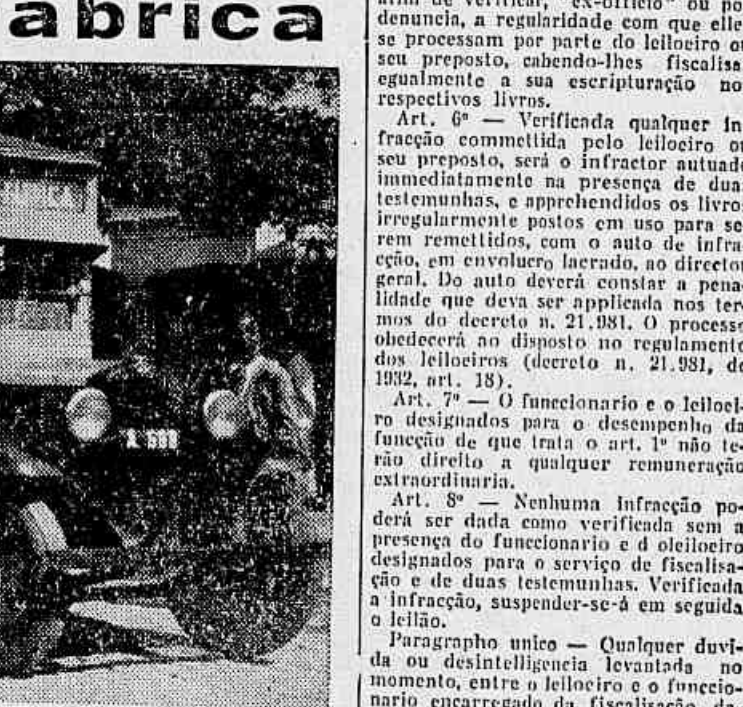 abrica
afim de verificar, "ex-officio" ou po
denuncia, a regularidade com que elle
se processam por parte do leiloeiro ou
seu preposto, cabendo-lhes fiscalisa
egualmente a sua escripturação no
respectivos livros.
Art. 6º — Verificada qualquer in
fracção commettida pelo leiloeiro ou
seu preposto, será o infractor autuado
immediatamente na presença de dua
testemunhas, e apprehendidos os livro
irregularmente postos em uso para se
rem remettidos, com o auto de infra
cção, em envolucro lacrado, ao director
geral. Do auto deverá constar a pena-
lidade que deva ser applicada nos ter-
mos do decreto n. 21.981. O processo
obedecerá ao disposto no regulamento
dos leiloeiros (decreto n. 21.981, de
1932, art. 18).
Art. 7º — O funccionario e o leiloei-
ro designados para o desempenho da
funcção de que trata o art. 1º não te-
rão direito a qualquer remuneração
extraordinaria.
Art. 8º — Nenhuma infracção po-
derá ser dada como verificada sem a
presença do funccionario e d oleiloeiro
designados para o serviço de fiscalisa-
ção e de duas testemunhas. Verificada
a infracção, suspender-se-á em seguida
o leilão.
Paragrapho unico — Qualquer duvi-
da ou desintelligencia levantada no
momento, entre o leiloeiro e o funccio-
nario encarregado da fiscalisação, de